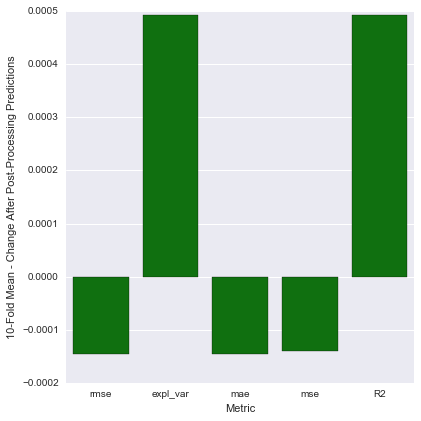 10-Fold Mean - Change After Post-Processing Predictions
0.0005
0.0004
0.0003
0.0002
0.0001
0.0000
−0.0001
−0.0002
rmse expl_var mae mse R2
Metric